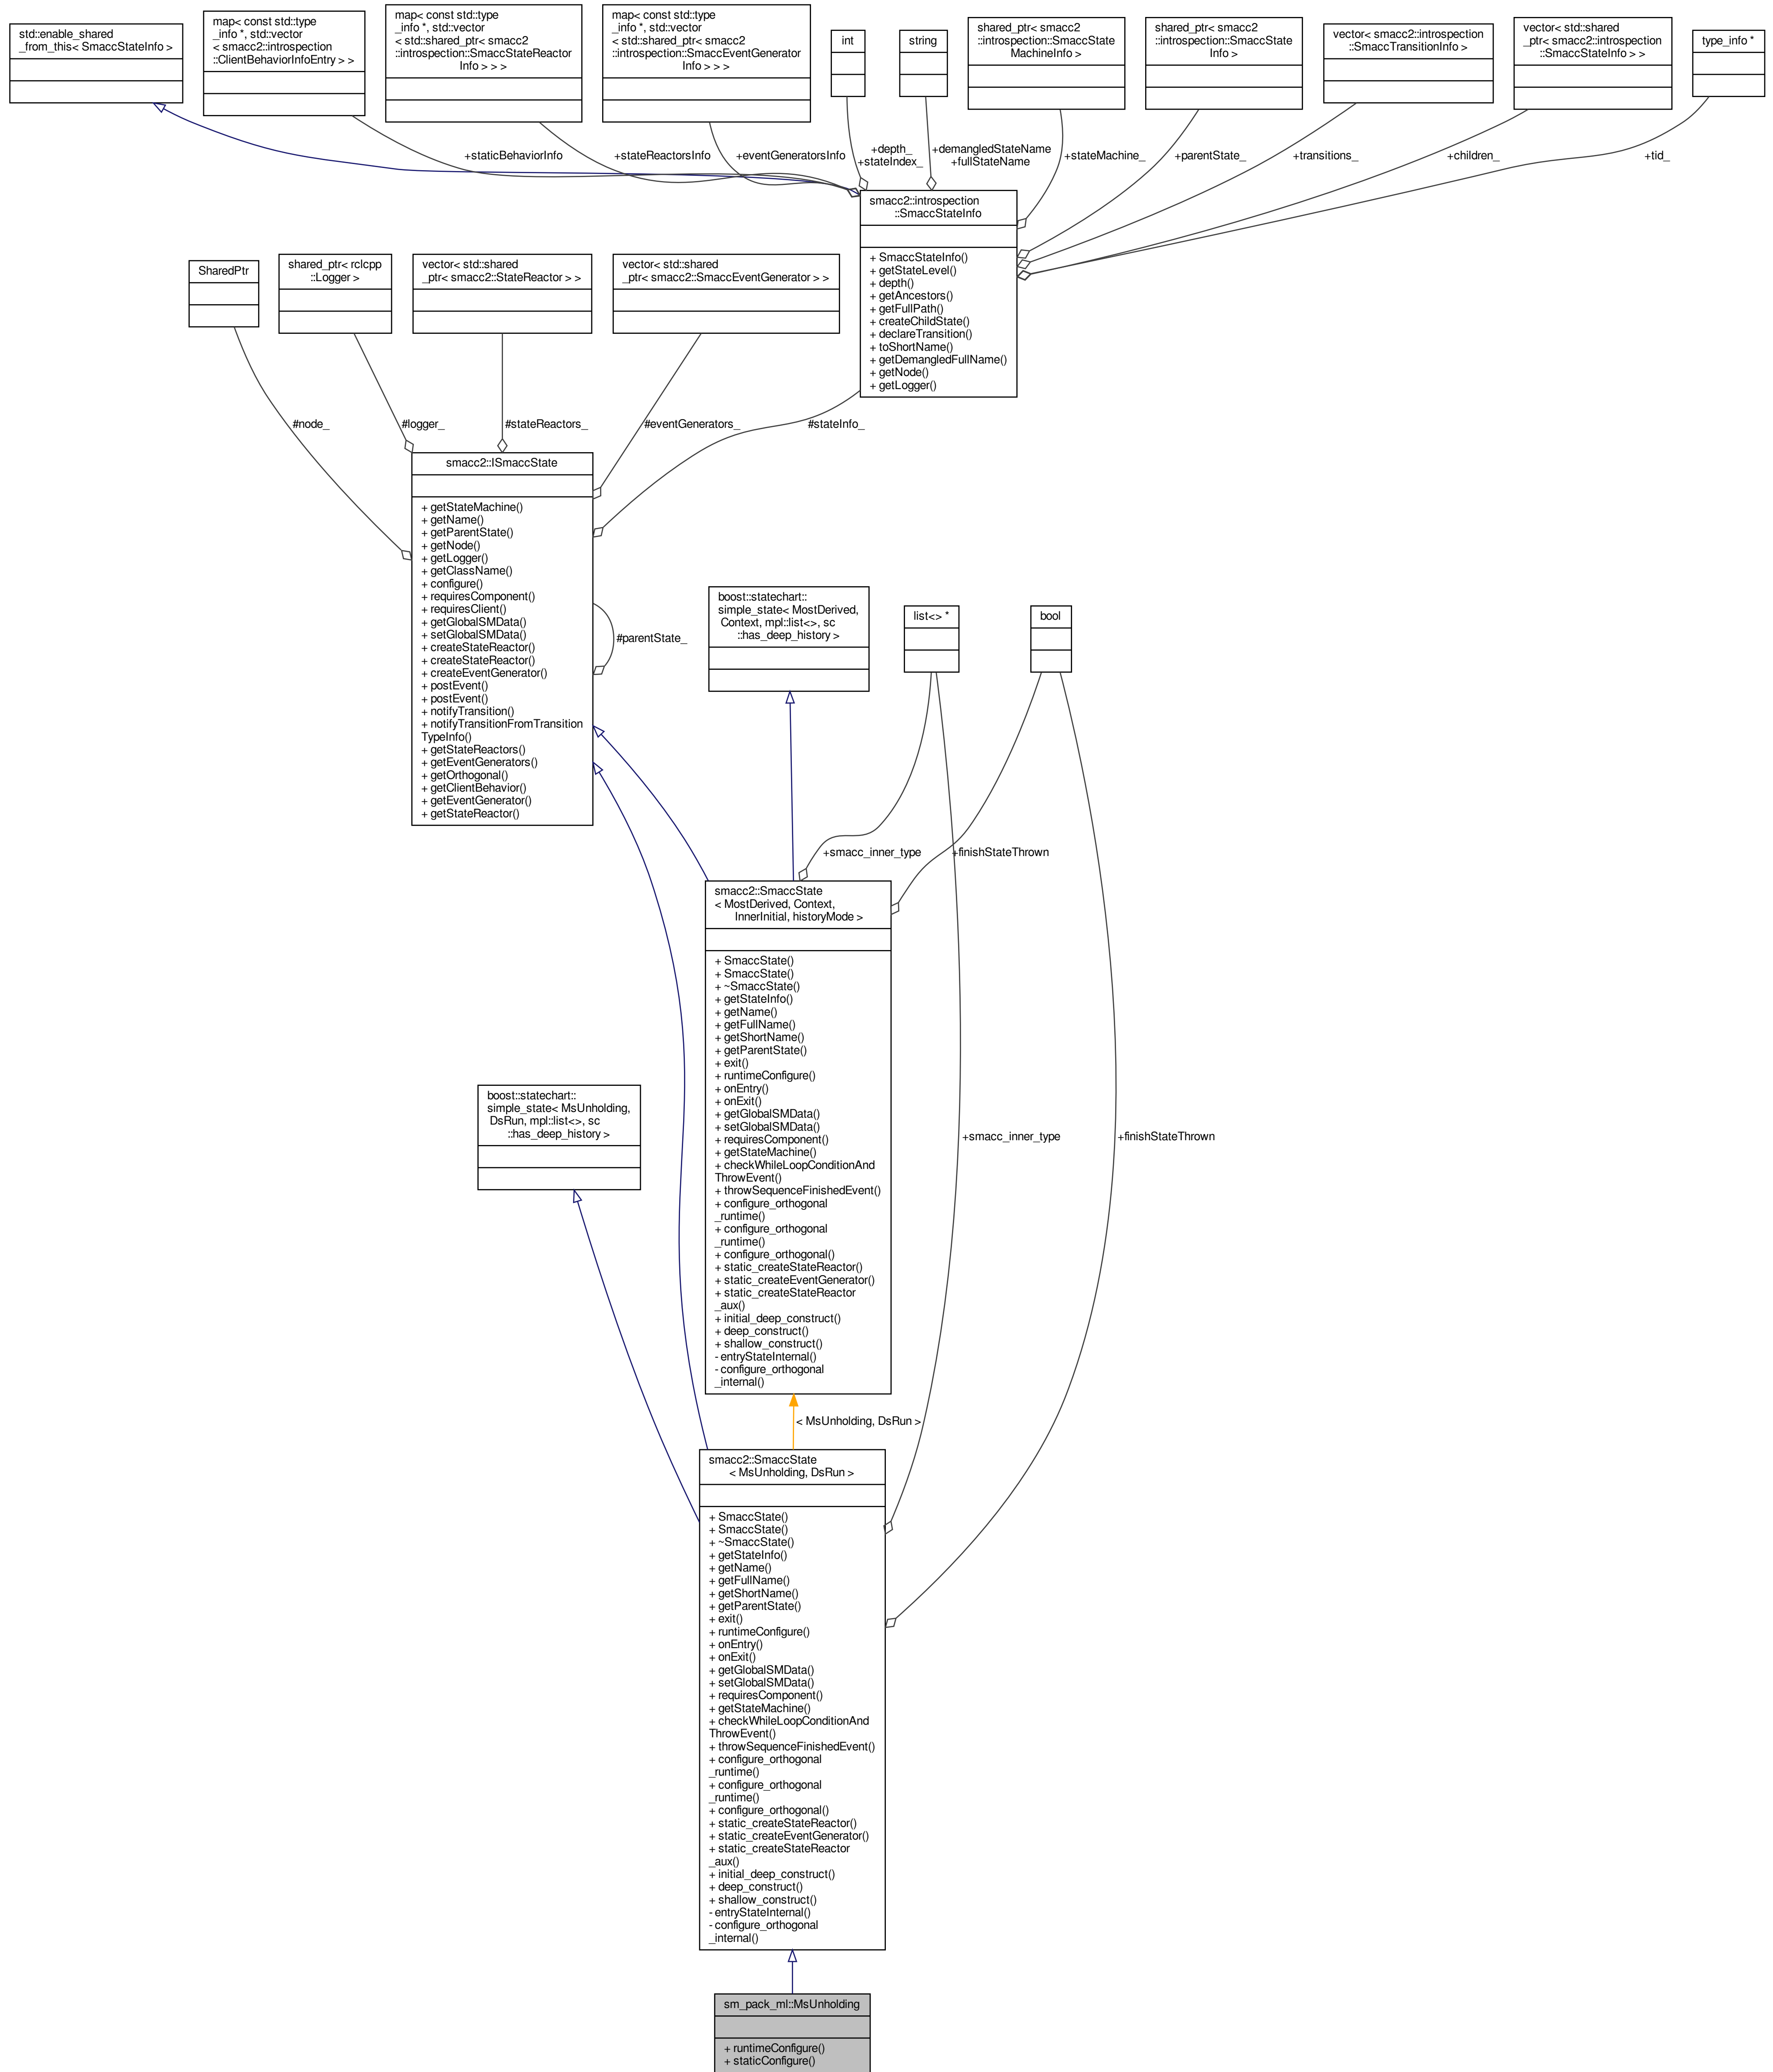 std::enable_shared
_from_this< SmaccStateInfo >
map< const std::type
_info *, std::vector
< smacc2::introspection
::ClientBehaviorInfoEntry > >
map< const std::type
_info *, std::vector
< std::shared_ptr< smacc2
::introspection::SmaccStateReactor
Info > > >
map< const std::type
_info *, std::vector
< std::shared_ptr< smacc2
::introspection::SmaccEventGenerator
Info > > >
int
string
shared_ptr< smacc2
::introspection::SmaccState
MachineInfo >
shared_ptr< smacc2
::introspection::SmaccState
Info >
vector< smacc2::introspection
::SmaccTransitionInfo >
vector< std::shared
_ptr< smacc2::introspection
::SmaccStateInfo > >
type_info *
+staticBehaviorInfo
+stateReactorsInfo
+eventGeneratorsInfo
+depth_
+stateIndex_
+demangledStateName
+fullStateName
+stateMachine_
+parentState_
+transitions_
+children_
+tid_
smacc2::introspection
::SmaccStateInfo
+ SmaccStateInfo()
+ getStateLevel()
+ depth()
+ getAncestors()
+ getFullPath()
+ createChildState()
+ declareTransition()
+ toShortName()
+ getDemangledFullName()
+ getNode()
+ getLogger()
SharedPtr
shared_ptr< rclcpp
::Logger >
vector< std::shared
_ptr< smacc2::StateReactor > >
vector< std::shared
_ptr< smacc2::SmaccEventGenerator > >
#node_
#logger_
#stateReactors_
#eventGenerators_
#stateInfo_
smacc2::ISmaccState
+ getStateMachine()
+ getName()
+ getParentState()
+ getNode()
+ getLogger()
+ getClassName()
+ configure()
+ requiresComponent()
+ requiresClient()
+ getGlobalSMData()
+ setGlobalSMData()
+ createStateReactor()
+ createStateReactor()
+ createEventGenerator()
+ postEvent()
+ postEvent()
+ notifyTransition()
+ notifyTransitionFromTransition
TypeInfo()
+ getStateReactors()
+ getEventGenerators()
+ getOrthogonal()
+ getClientBehavior()
+ getEventGenerator()
+ getStateReactor()
#parentState_
boost::statechart::
simple_state< MostDerived,
Context, mpl::list<>, sc
::has_deep_history >
list<> *
bool
+smacc_inner_type
+finishStateThrown
smacc2::SmaccState
< MostDerived, Context,
InnerInitial, historyMode >
+ SmaccState()
+ SmaccState()
+ ~SmaccState()
+ getStateInfo()
+ getName()
+ getFullName()
+ getShortName()
+ getParentState()
+ exit()
+ runtimeConfigure()
+ onEntry()
+ onExit()
+ getGlobalSMData()
+ setGlobalSMData()
+ requiresComponent()
+ getStateMachine()
+ checkWhileLoopConditionAnd
ThrowEvent()
+ throwSequenceFinishedEvent()
+ configure_orthogonal
_runtime()
+ configure_orthogonal
_runtime()
+ configure_orthogonal()
+ static_createStateReactor()
+ static_createEventGenerator()
+ static_createStateReactor
_aux()
+ initial_deep_construct()
+ deep_construct()
+ shallow_construct()
- entryStateInternal()
- configure_orthogonal
_internal()
boost::statechart::
simple_state< MsUnholding,
DsRun, mpl::list<>, sc
::has_deep_history >
+smacc_inner_type
+finishStateThrown
< MsUnholding, DsRun >
smacc2::SmaccState
< MsUnholding, DsRun >
+ SmaccState()
+ SmaccState()
+ ~SmaccState()
+ getStateInfo()
+ getName()
+ getFullName()
+ getShortName()
+ getParentState()
+ exit()
+ runtimeConfigure()
+ onEntry()
+ onExit()
+ getGlobalSMData()
+ setGlobalSMData()
+ requiresComponent()
+ getStateMachine()
+ checkWhileLoopConditionAnd
ThrowEvent()
+ throwSequenceFinishedEvent()
+ configure_orthogonal
_runtime()
+ configure_orthogonal
_runtime()
+ configure_orthogonal()
+ static_createStateReactor()
+ static_createEventGenerator()
+ static_createStateReactor
_aux()
+ initial_deep_construct()
+ deep_construct()
+ shallow_construct()
- entryStateInternal()
- configure_orthogonal
_internal()
sm_pack_ml::MsUnholding
+ runtimeConfigure()
+ staticConfigure()